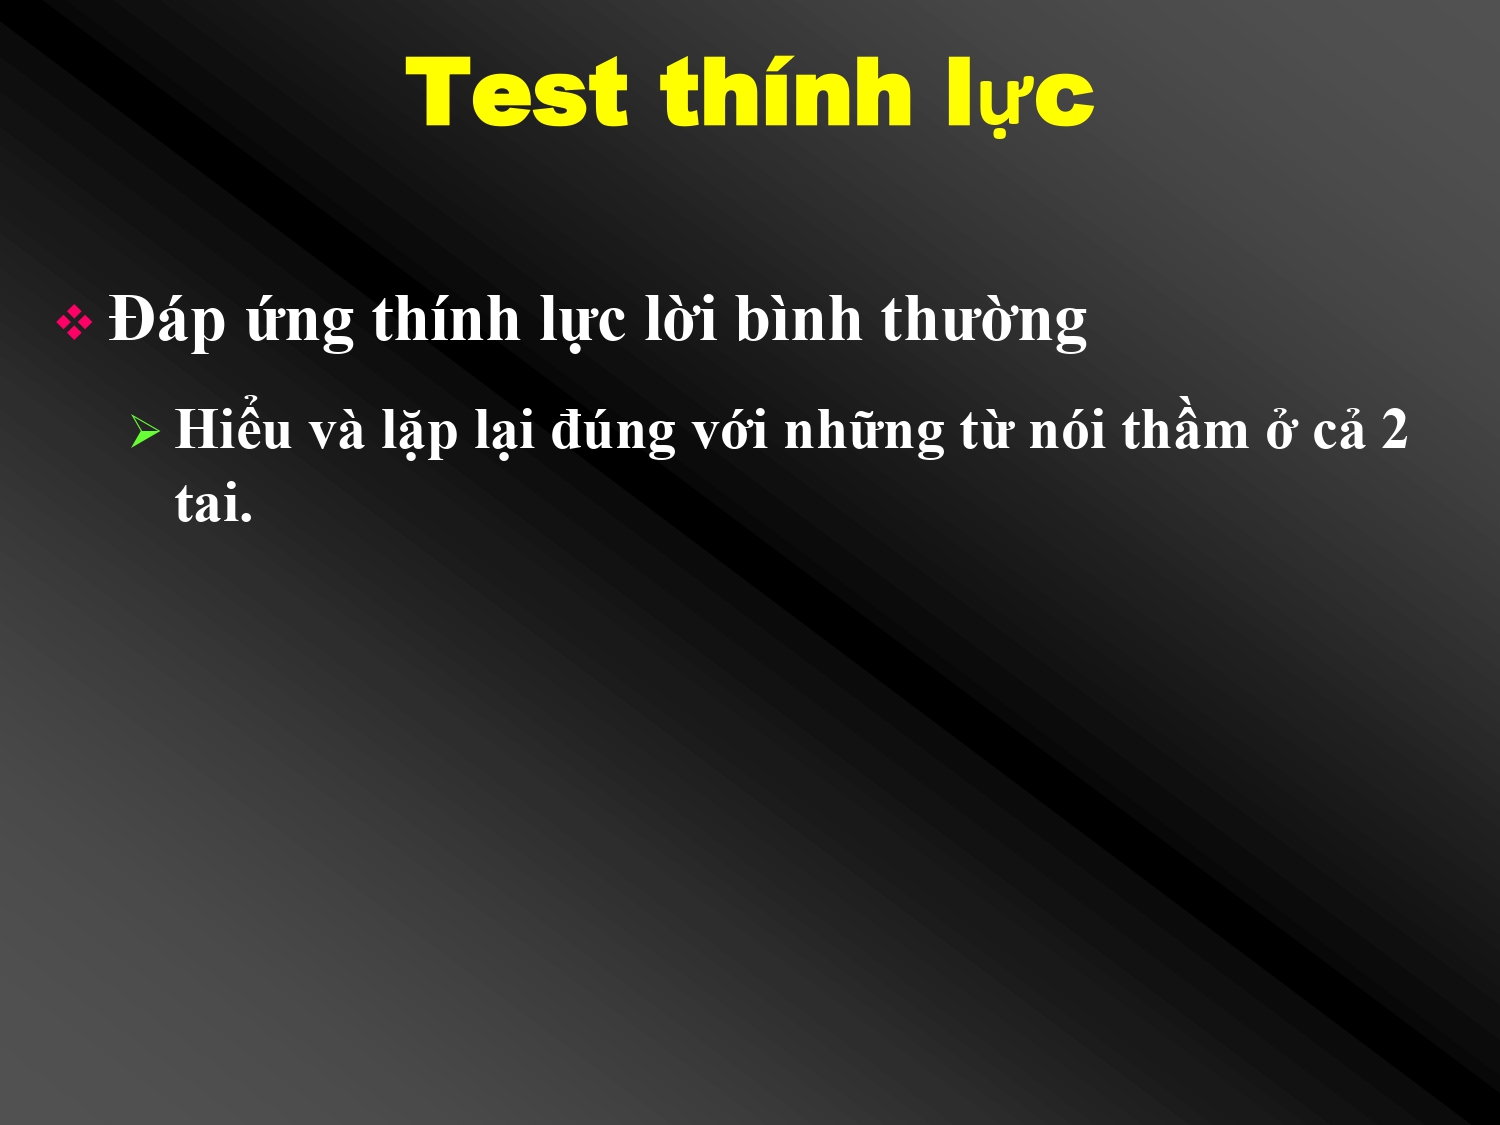 Test thính lực
Đáp ứng thính lực lời bình thường
Hiểu và lặp lại đúng với những từ nói thầm ở cả 2
tai.